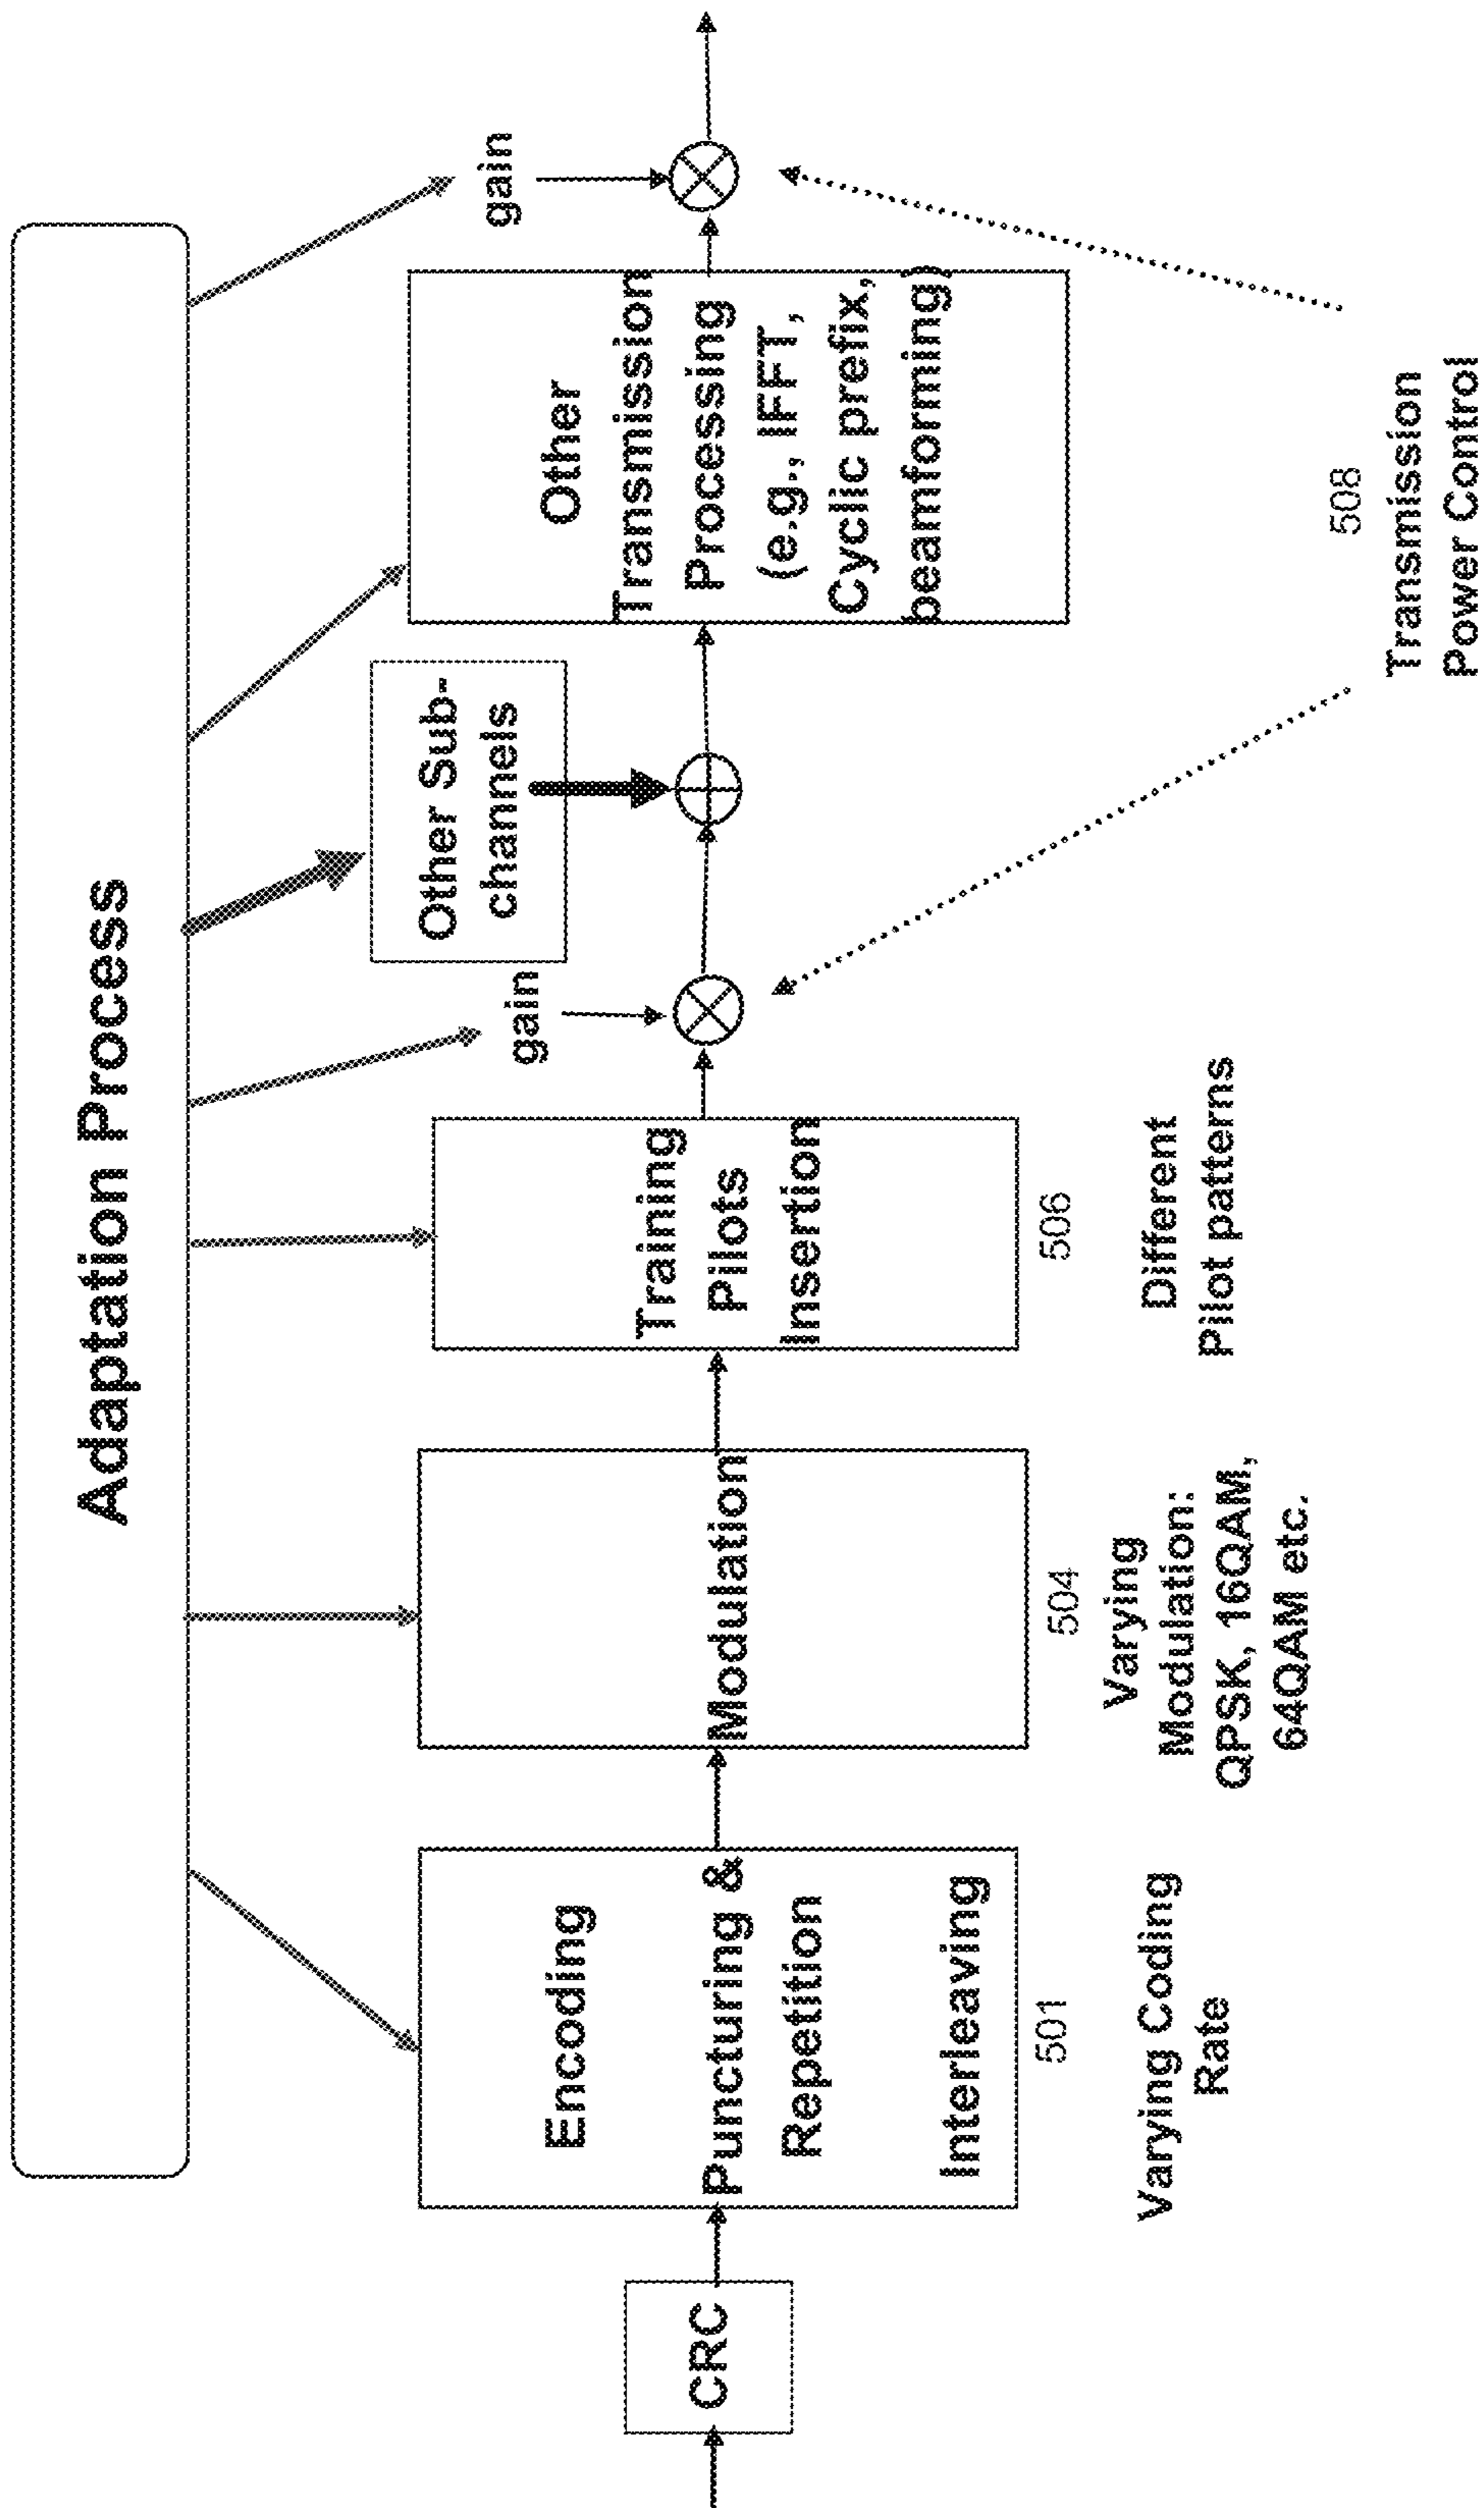 Adaptation Process
CRC
Encoding
Puncturing &
Repetition
Interleaving
501
Varying Coding
Rate
Modulation
504
Varying
Modulation:
QPSK, 16QAM,
64QAM etc.
Training
Pilots
Insertion
506
Different
Pilot patterns
gain
Other Sub-
channels
Other
Transmission
Processing
(e.g., IFFT,
Cyclic prefix,
beamforming)
gain
508
Transmission
Power Control